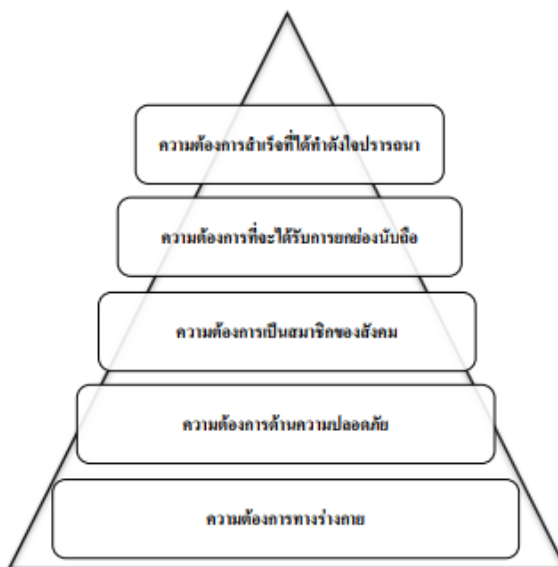 ความต้องการสำเร็จที่ได้ทำดังใจปรารถนา
ความต้องการที่จะได้รับการยกย่องนับถือ
ความต้องการเป็นสมาชิกของสังคม
ความต้องการด้านความปลอดภัย
ความต้องการทางร่างกาย